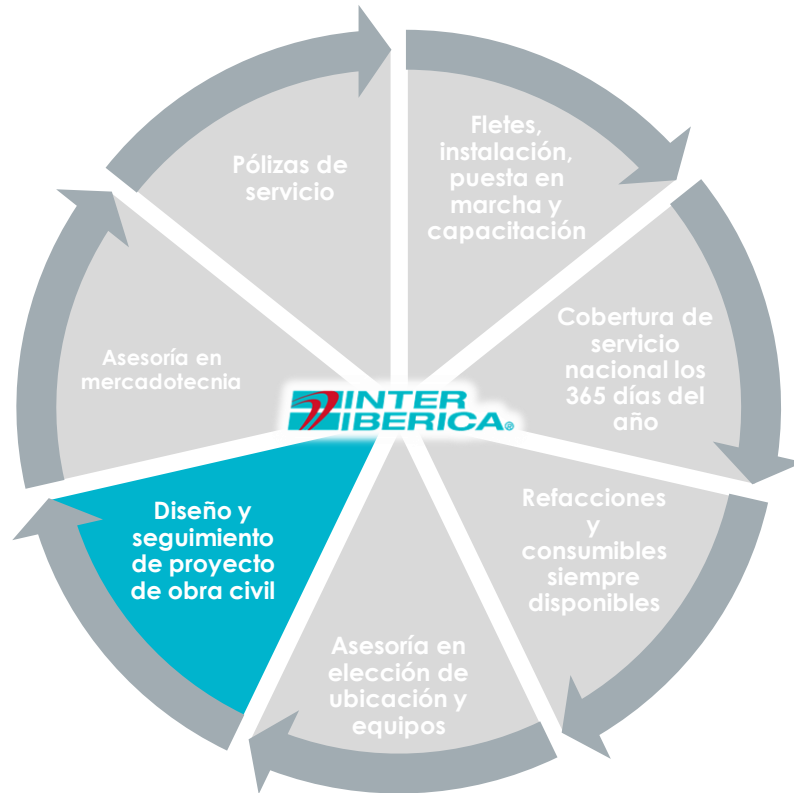 Fletes,
instalación,
puesta en
marcha y
capacitación
Cobertura de
servicio
nacional los
365 días del
año
Refacciones
y
consumibles
siempre
disponibles
Asesoría en
elección de
ubicación y
equipos
Diseño y
seguimiento
de proyecto
de obra civil
Asesoría en
mercadotecnia
Pólizas de
servicio
INTER
IBERICA®